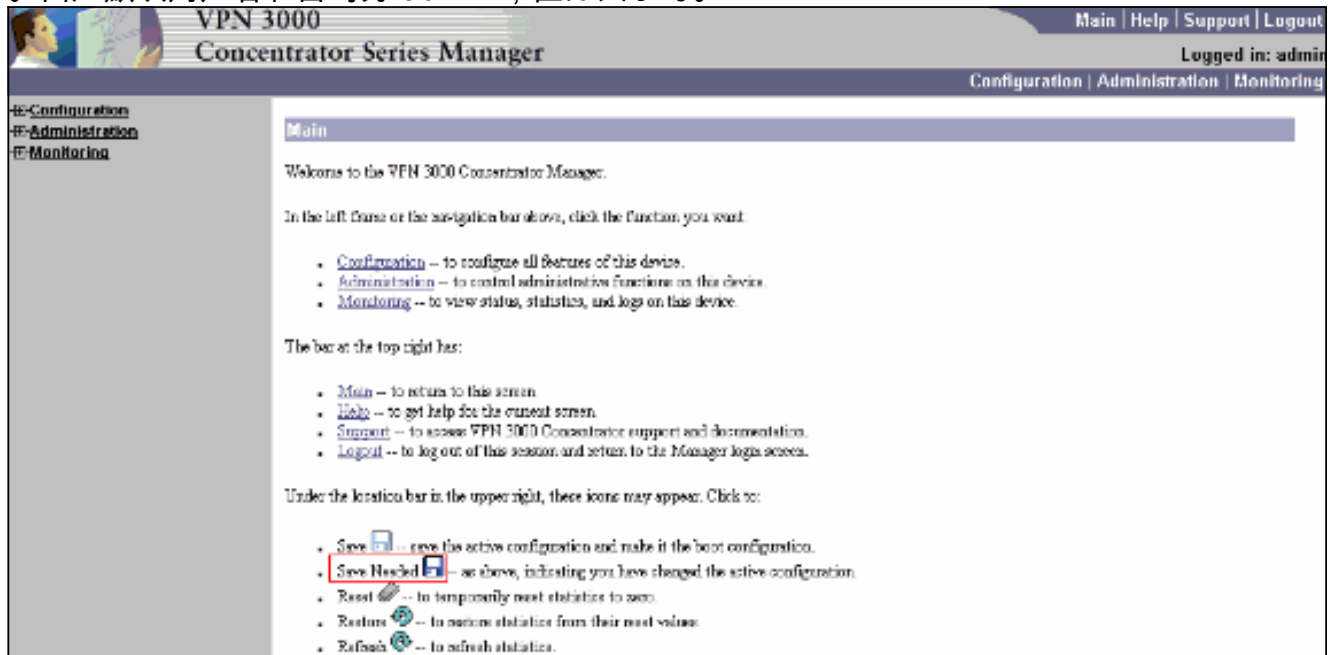 VPN 3000
Main | Help | Support | Logout
Concentrator Series Manager
Logged in: admin
Configuration | Administration | Monitoring
Configuration
Administration
Monitoring
Main
Welcome to the VPN 3000 Concentrator Manager.
In the left frame or the navigation bar above, click the function you want:
Configuration -- to configure all features of this device.
Administration -- to control administrative functions on this device.
Monitoring -- to view status, statistics, and logs on this device.
The bar at the top right has:
Main -- to return to this screen.
Help -- to get help for the current screen.
Support -- to access VPN 3000 Concentrator support and documentation.
Logout -- to log out of this session and return to the Manager login screen.
Under the location bar in the upper right, these icons may appear. Click to:
Save -- save the active configuration and make it the boot configuration.
Save Needed -- as above, indicating you have changed the active configuration.
Reset -- to temporarily reset statistics to zero.
Restore -- to restore statistics from their reset values.
Refresh -- to refresh statistics.